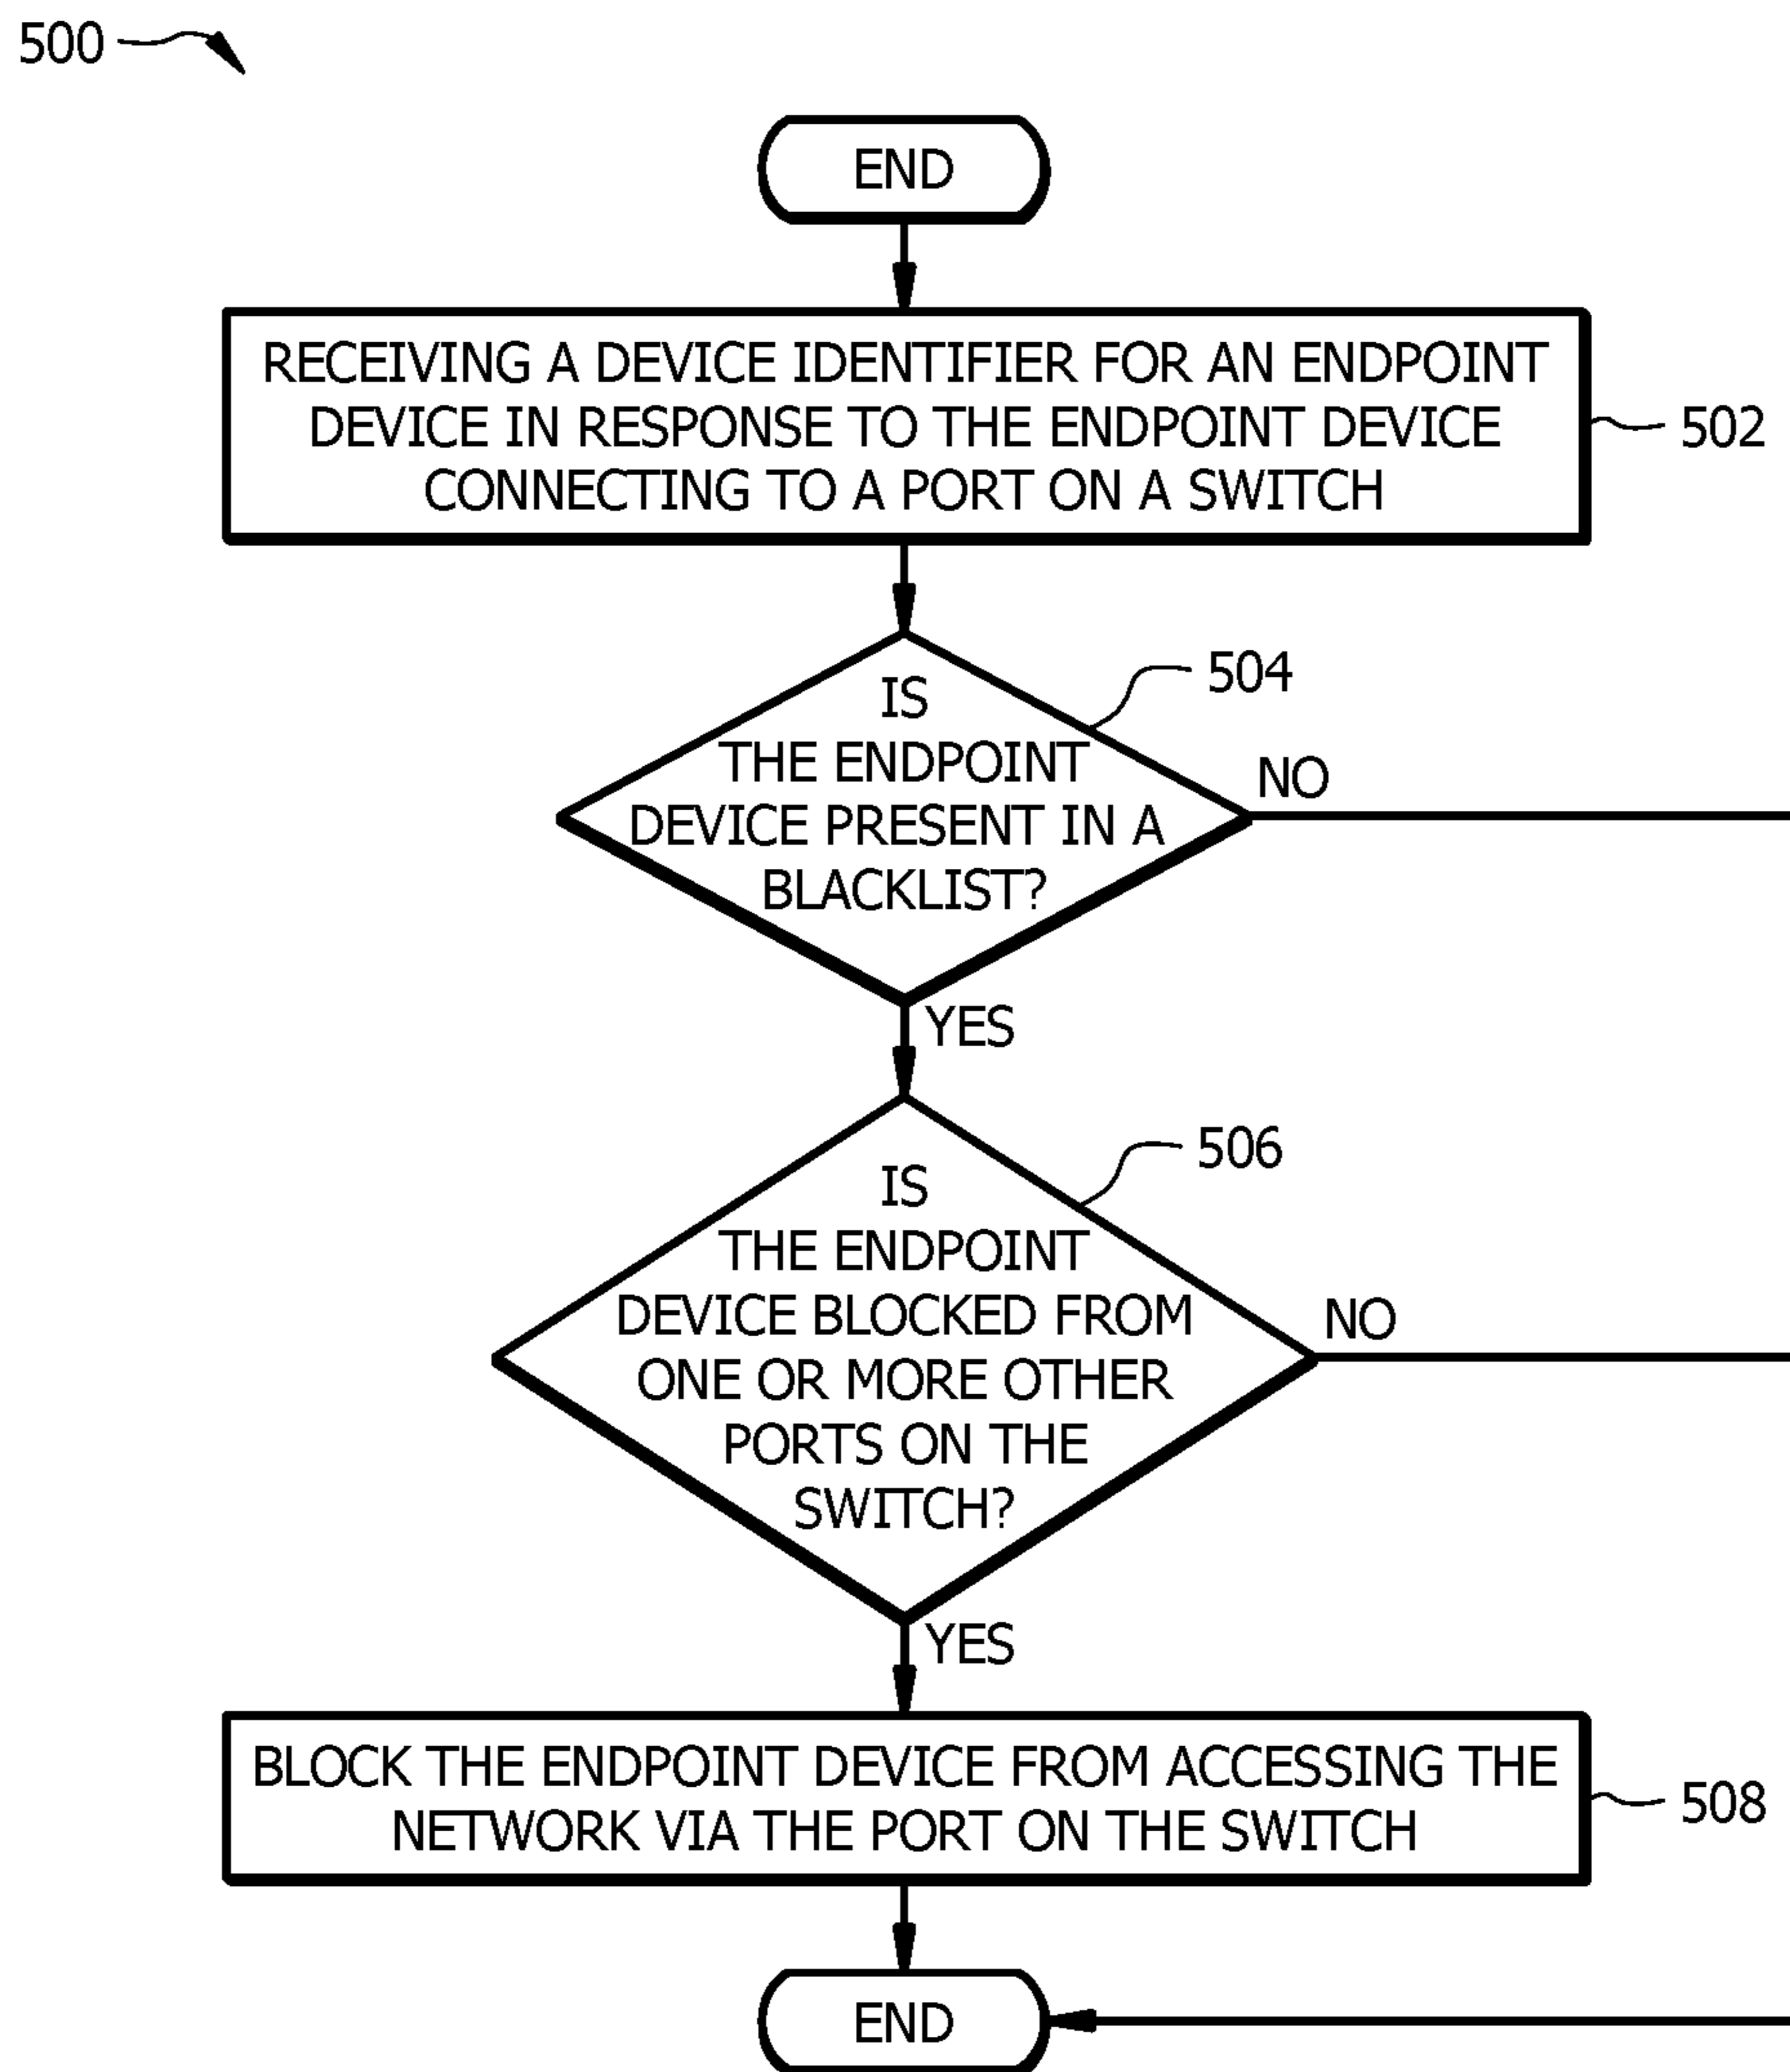 500
END
RECEIVING A DEVICE IDENTIFIER FOR AN ENDPOINT
DEVICE IN RESPONSE TO THE ENDPOINT DEVICE
CONNECTING TO A PORT ON A SWITCH
502
504
IS
THE ENDPOINT
DEVICE PRESENT IN A
BLACKLIST?
NO
YES
506
IS
THE ENDPOINT
DEVICE BLOCKED FROM
ONE OR MORE OTHER
PORTS ON THE
SWITCH?
NO
YES
BLOCK THE ENDPOINT DEVICE FROM ACCESSING THE
NETWORK VIA THE PORT ON THE SWITCH
508
END